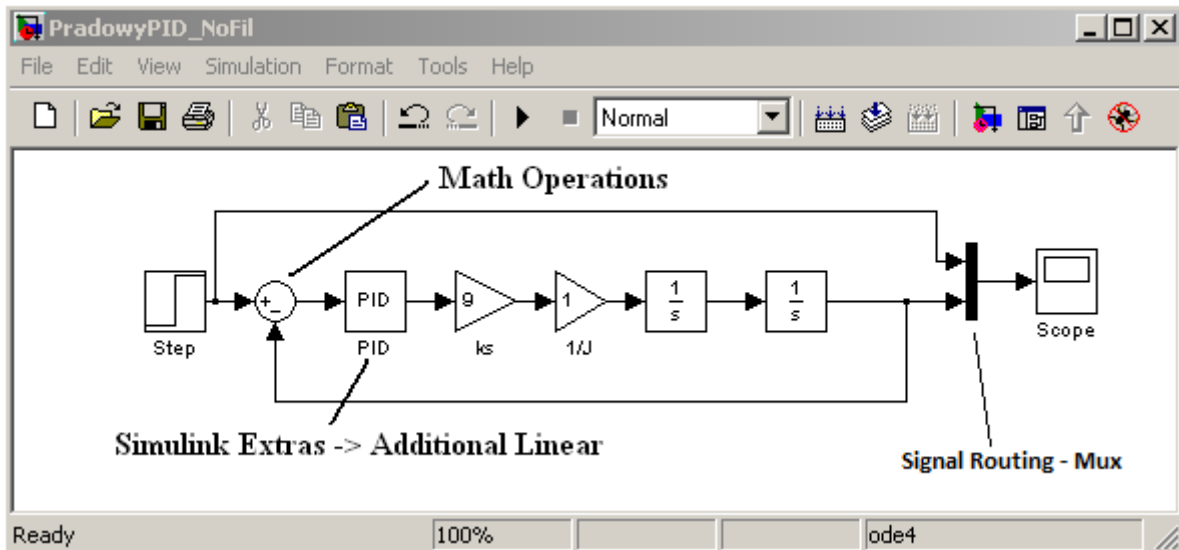 PradowyPID_NoFil
File Edit View Simulation Format Tools Help
Normal
Math Operations
+
−
PID
9
1
1
s
1
s
Step
PID
ks
1/J
Scope
Simulink Extras -> Additional Linear
Signal Routing - Mux
Ready
100%
ode4